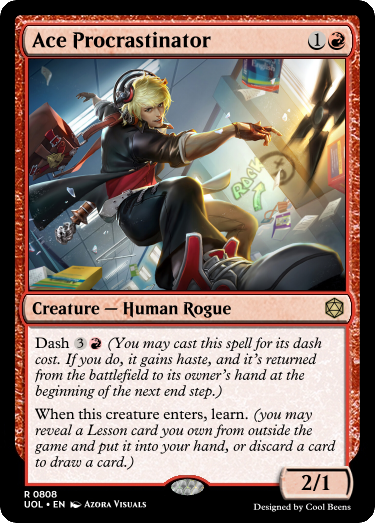 Ace Procrastinator 1
Creature — Human Rogue
Dash 3 (You may cast this spell for its dash
cost. If you do, it gains haste, and it's returned
from the battlefield to its owner's hand at the
beginning of the next end step.)
When this creature enters, learn. (you may
reveal a Lesson card you own from outside
the game and put it into your hand, or discard a card
to draw a card.)
2/1
R 0808
UOL • EN Azora Visuals
Designed by Cool Beens